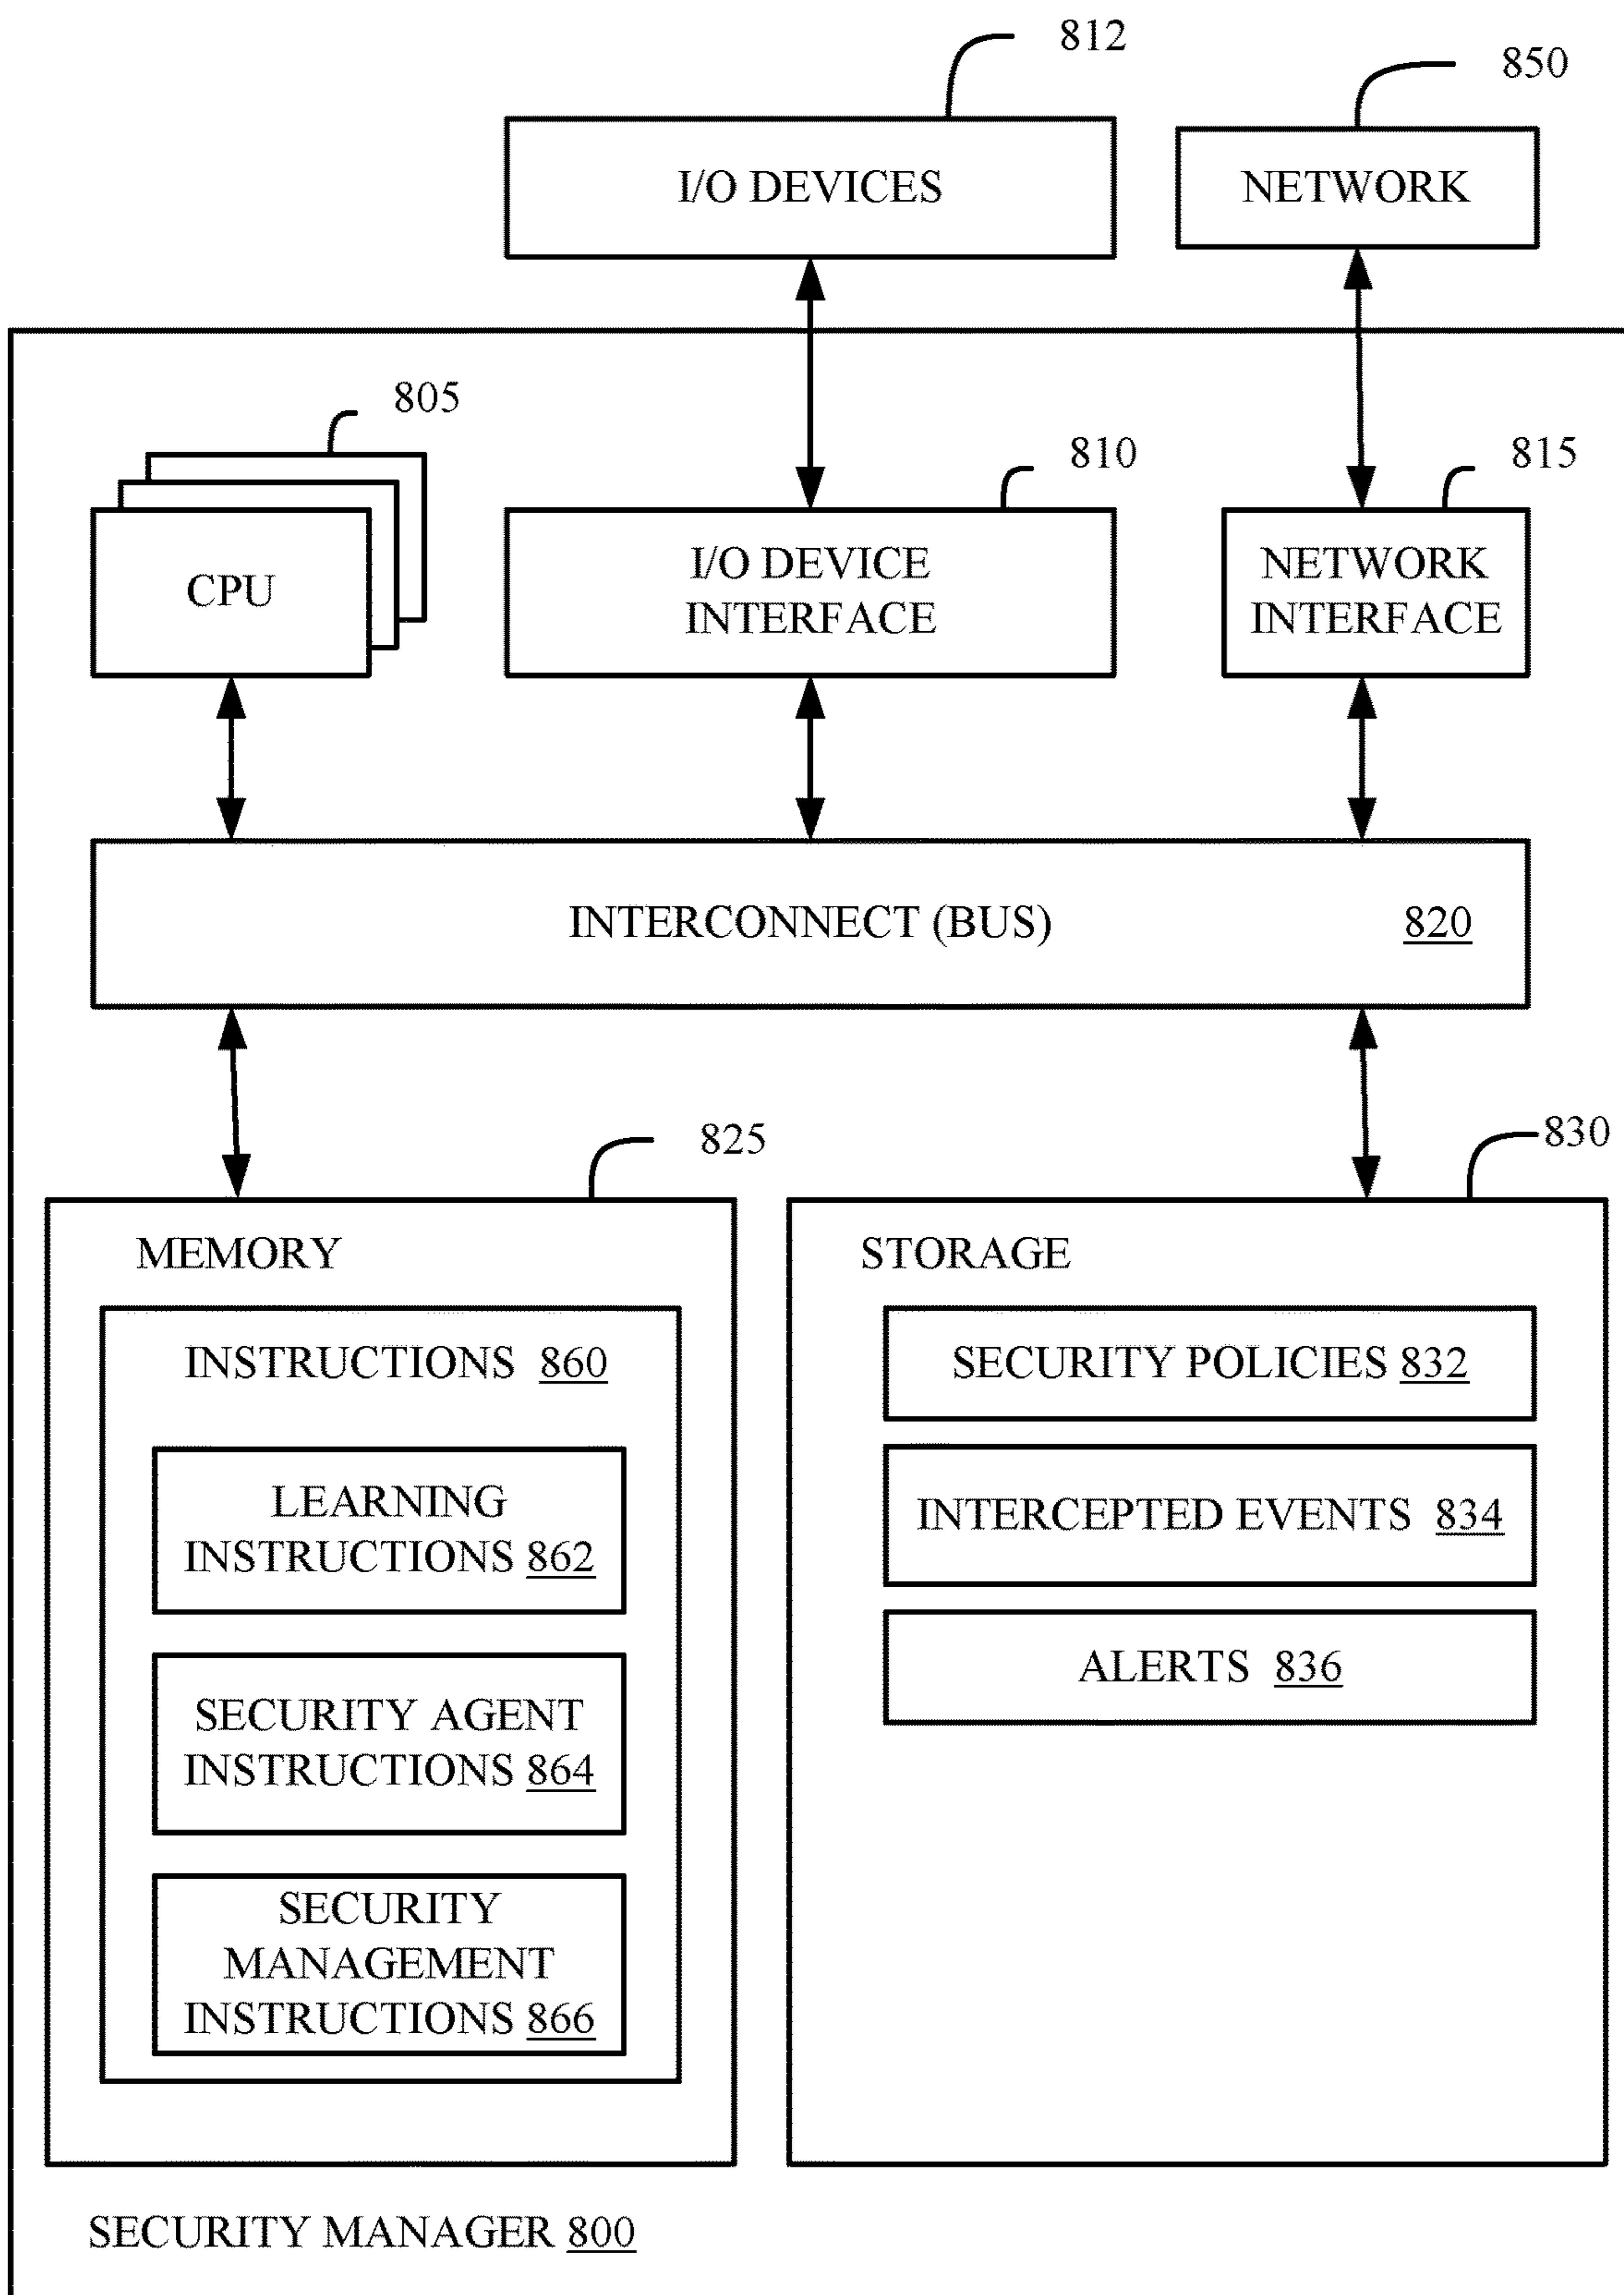 812
850
I/O DEVICES
NETWORK
805
810
815
CPU
I/O DEVICE
INTERFACE
NETWORK
INTERFACE
INTERCONNECT (BUS) 820
825
830
MEMORY
INSTRUCTIONS 860
LEARNING
INSTRUCTIONS 862
SECURITY AGENT
INSTRUCTIONS 864
SECURITY
MANAGEMENT
INSTRUCTIONS 866
STORAGE
SECURITY POLICIES 832
INTERCEPTED EVENTS 834
ALERTS 836
SECURITY MANAGER 800